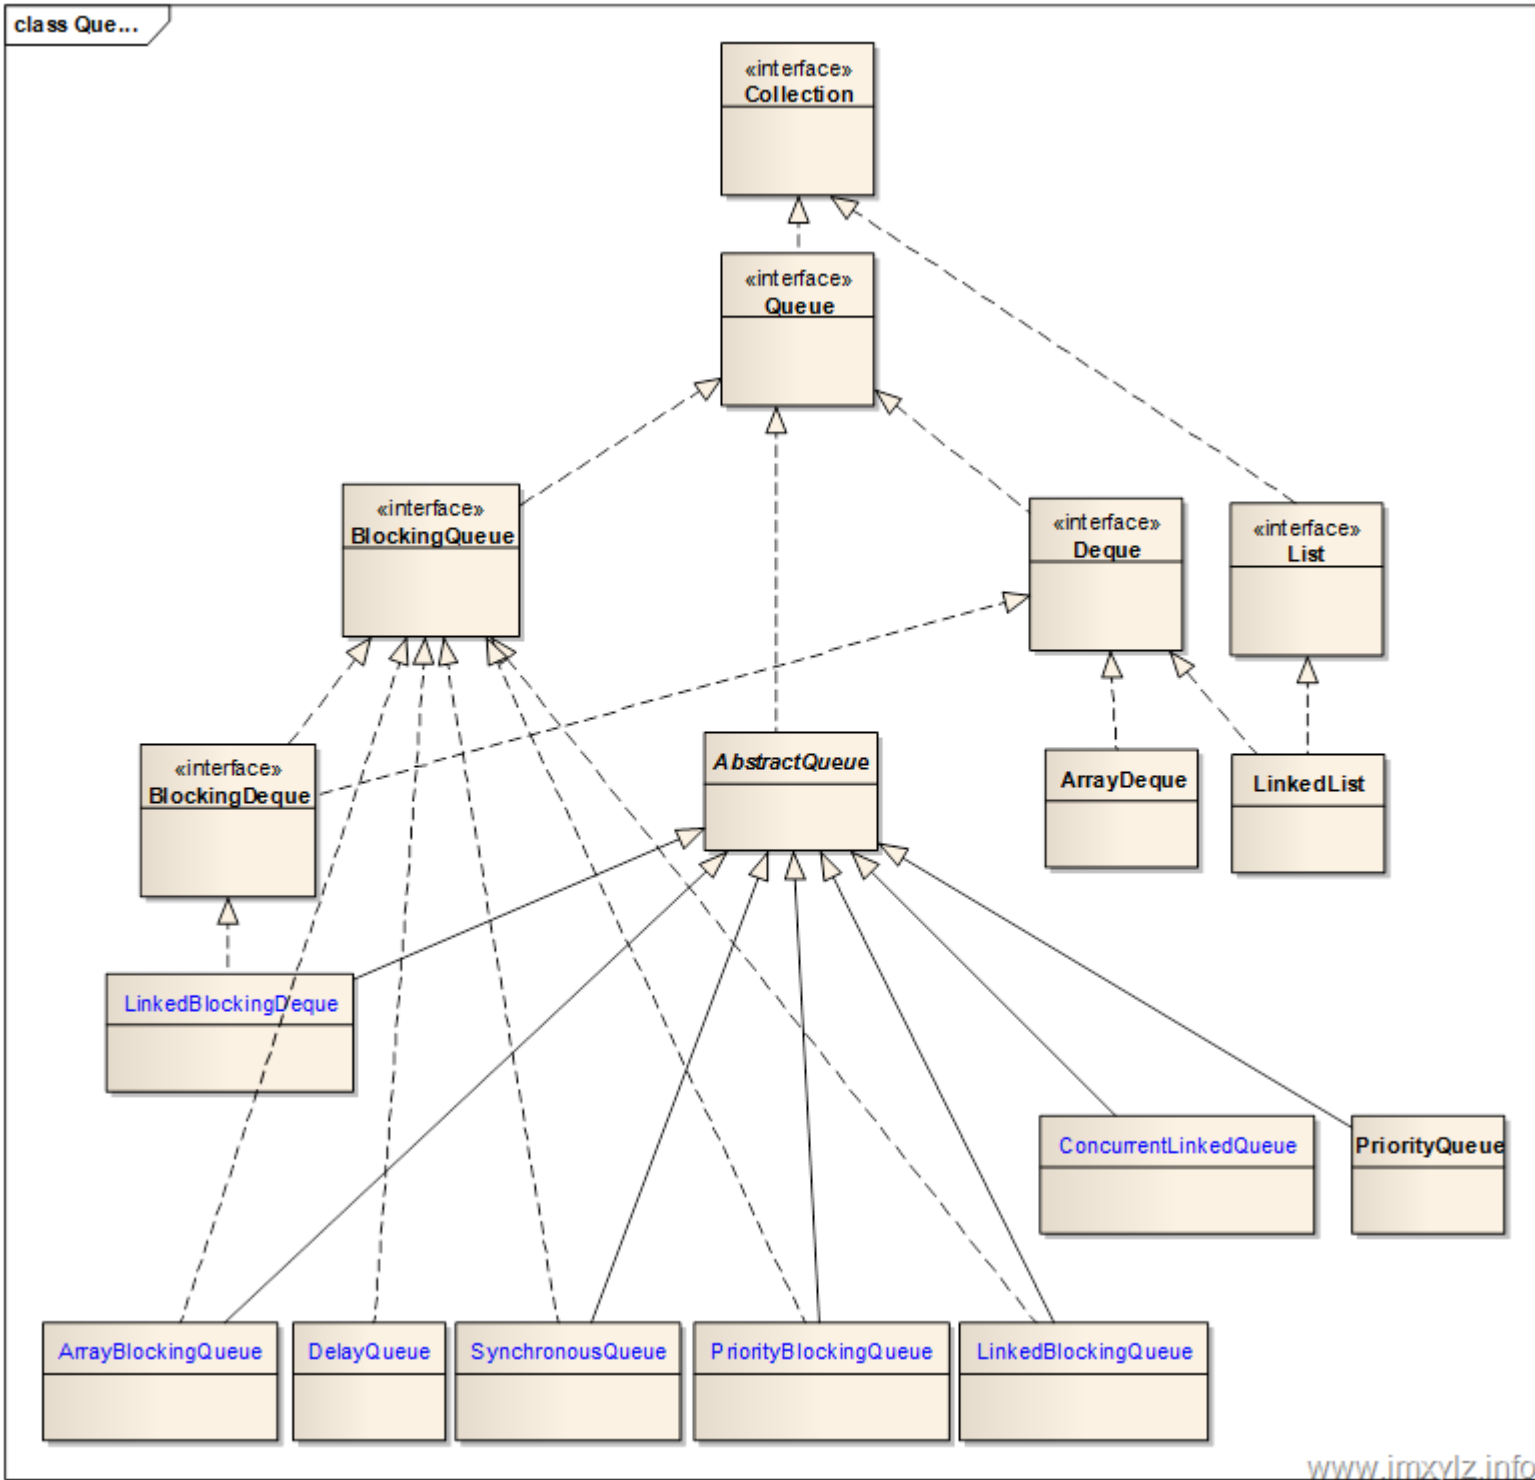 class Que...
«interface»
Collection
«interface»
Queue
«interface»
BlockingQueue
«interface»
Deque
«interface»
List
«interface»
BlockingDeque
AbstractQueue
ArrayDeque
LinkedList
LinkedBlockingDeque
ConcurrentLinkedQueue
PriorityQueue
ArrayBlockingQueue
DelayQueue
SynchronousQueue
PriorityBlockingQueue
LinkedBlockingQueue
www.imxylz.info